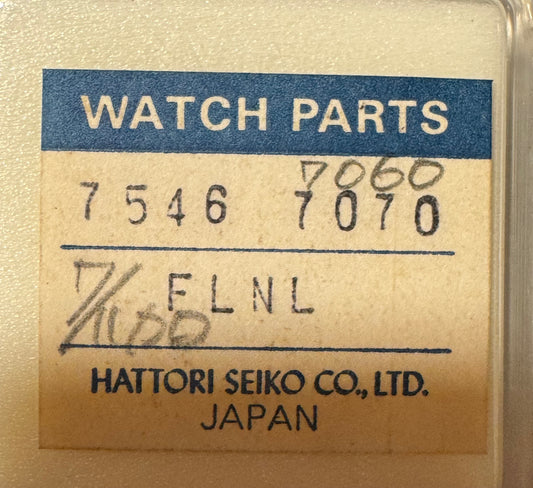 WATCH PARTS
7060
7546 7070
FLNL
HATTORI SEIKO CO., LTD.
JAPAN